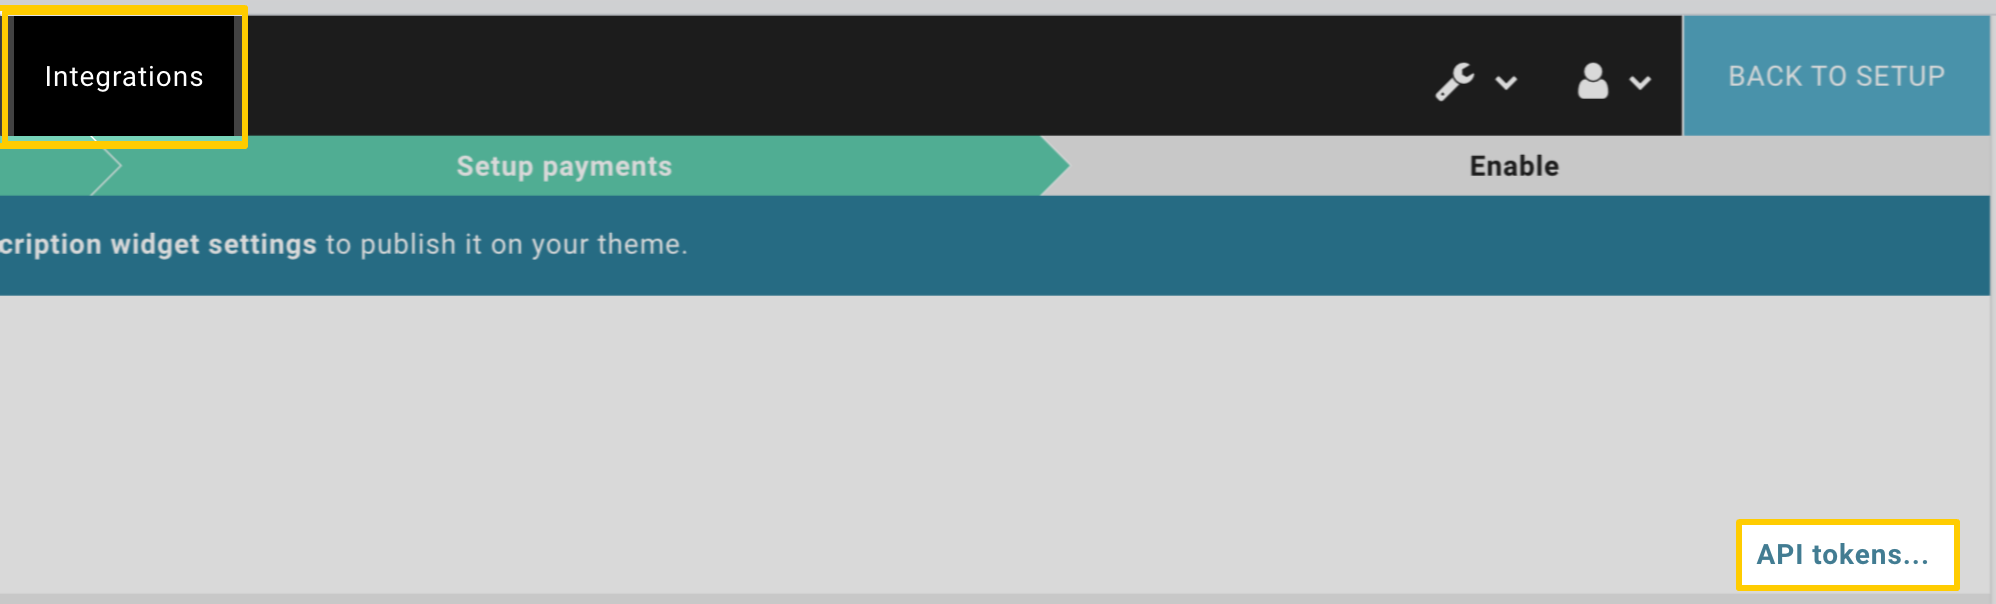 Integrations
BACK TO SETUP
Setup payments
Enable
cription widget settings to publish it on your theme.
API tokens...